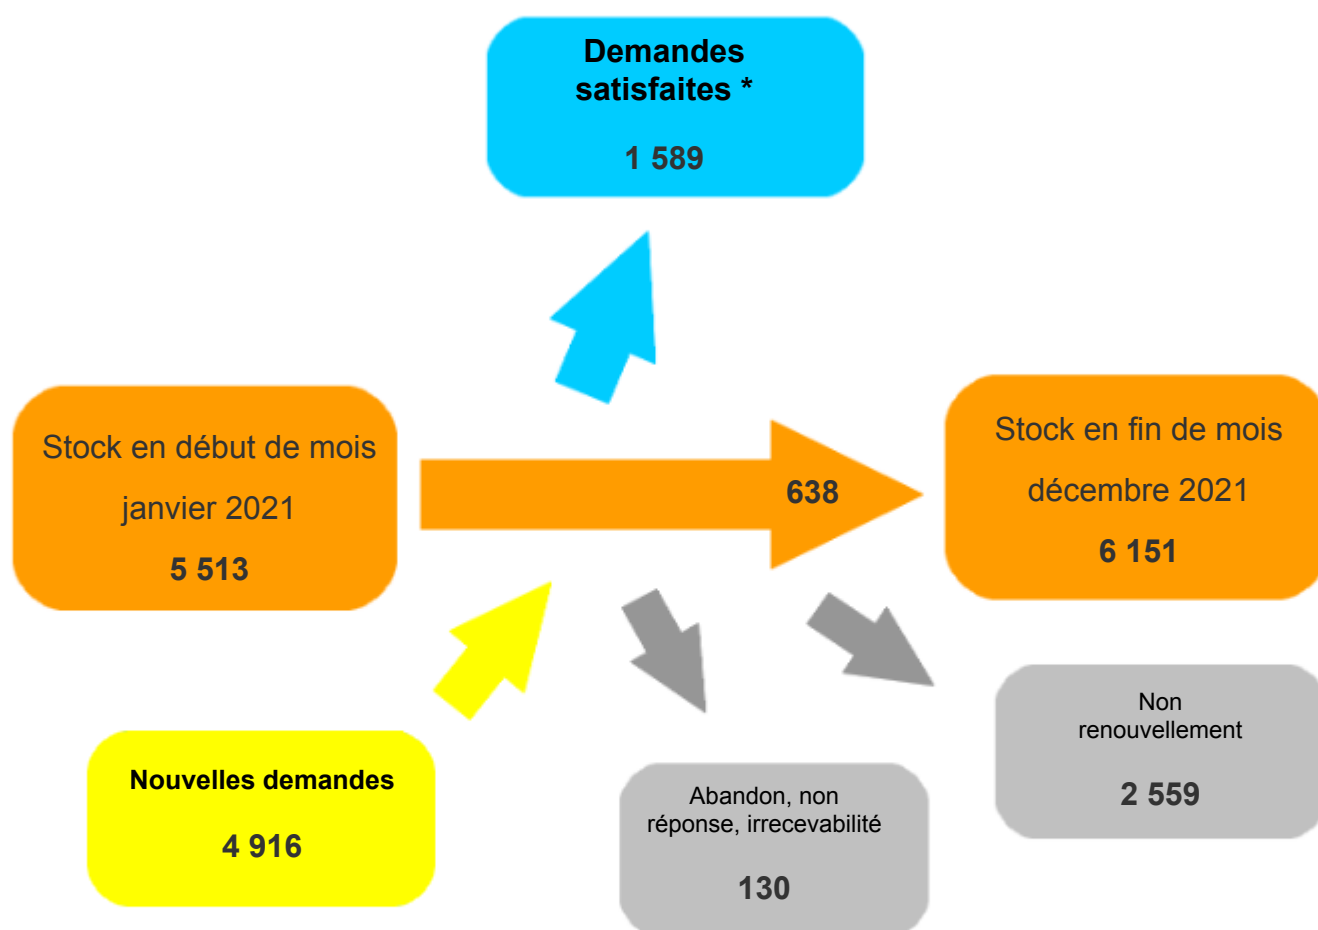 Demandes
satisfaites *
1 589
Stock en début de mois
janvier 2021
5 513
638
Stock en fin de mois
décembre 2021
6 151
Nouvelles demandes
4 916
Abandon, non
réponse, irrecevabilité
130
Non
renouvellement
2 559